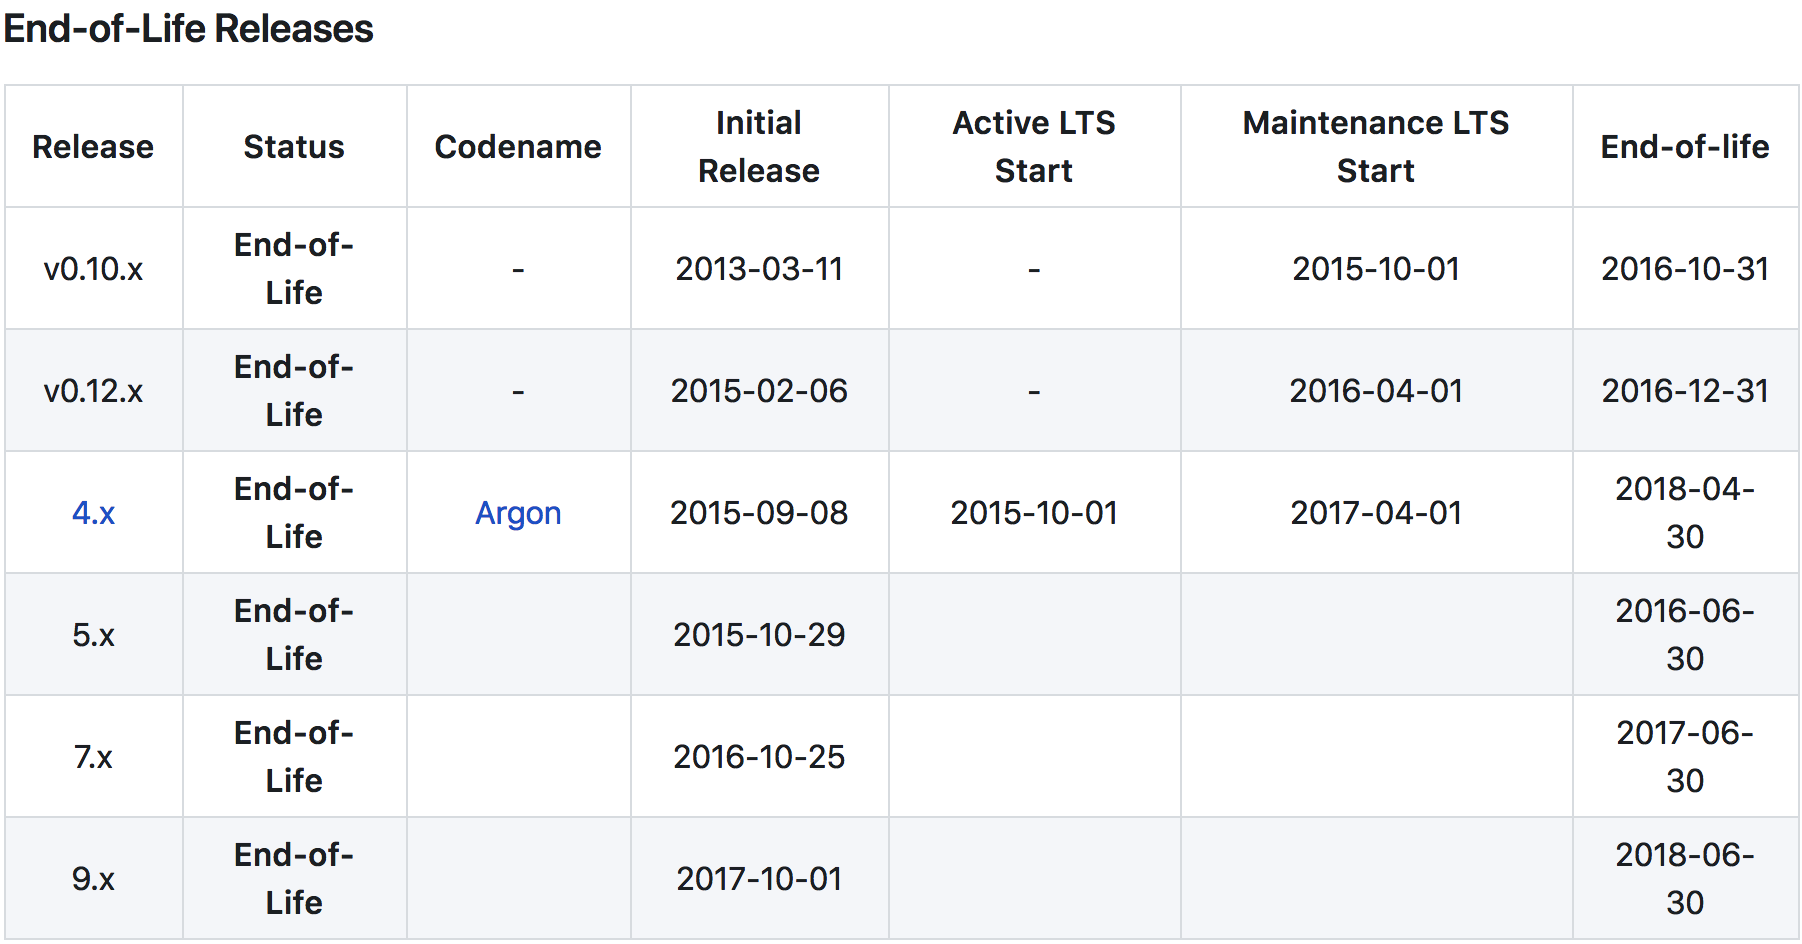 End-of-Life Releases
Release Status Codename Initial Release Active LTS Start Maintenance LTS Start End-of-life
v0.10.x End-of-Life - 2013-03-11 - 2015-10-01 2016-10-31
v0.12.x End-of-Life - 2015-02-06 - 2016-04-01 2016-12-31
4.x End-of-Life Argon 2015-09-08 2015-10-01 2017-04-01 2018-04-30
5.x End-of-Life 2015-10-29 2016-06-30
7.x End-of-Life 2016-10-25 2017-06-30
9.x End-of-Life 2017-10-01 2018-06-30